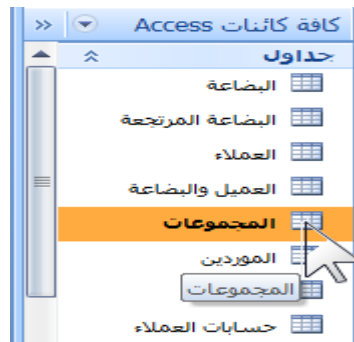 كافة كائنات Access
جداول
البضاعة
البضاعة المرتجعة
العملاء
العميل والبضاعة
المجموعات
الموردين
المجموعات
حسابات العملاء